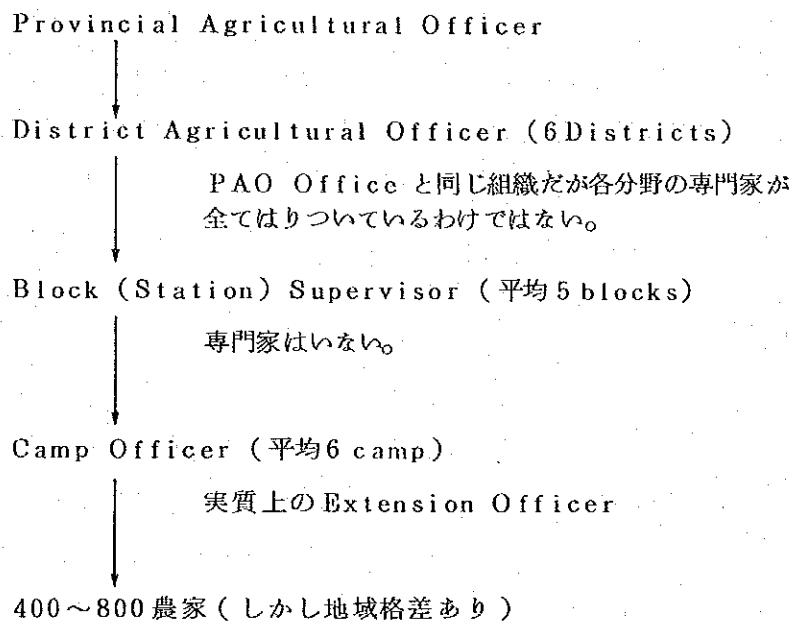 Provincial Agricultural Officer
District Agricultural Officer (6Districts)
PAO Office と同じ組織だが各分野の専門家が
全てはりついているわけではない。
Block (Station) Supervisor (平均5blocks)
専門家はいない。
Camp Officer (平均6 camp)
実質上のExtension Officer
400～800農家(しかし地域格差あり)